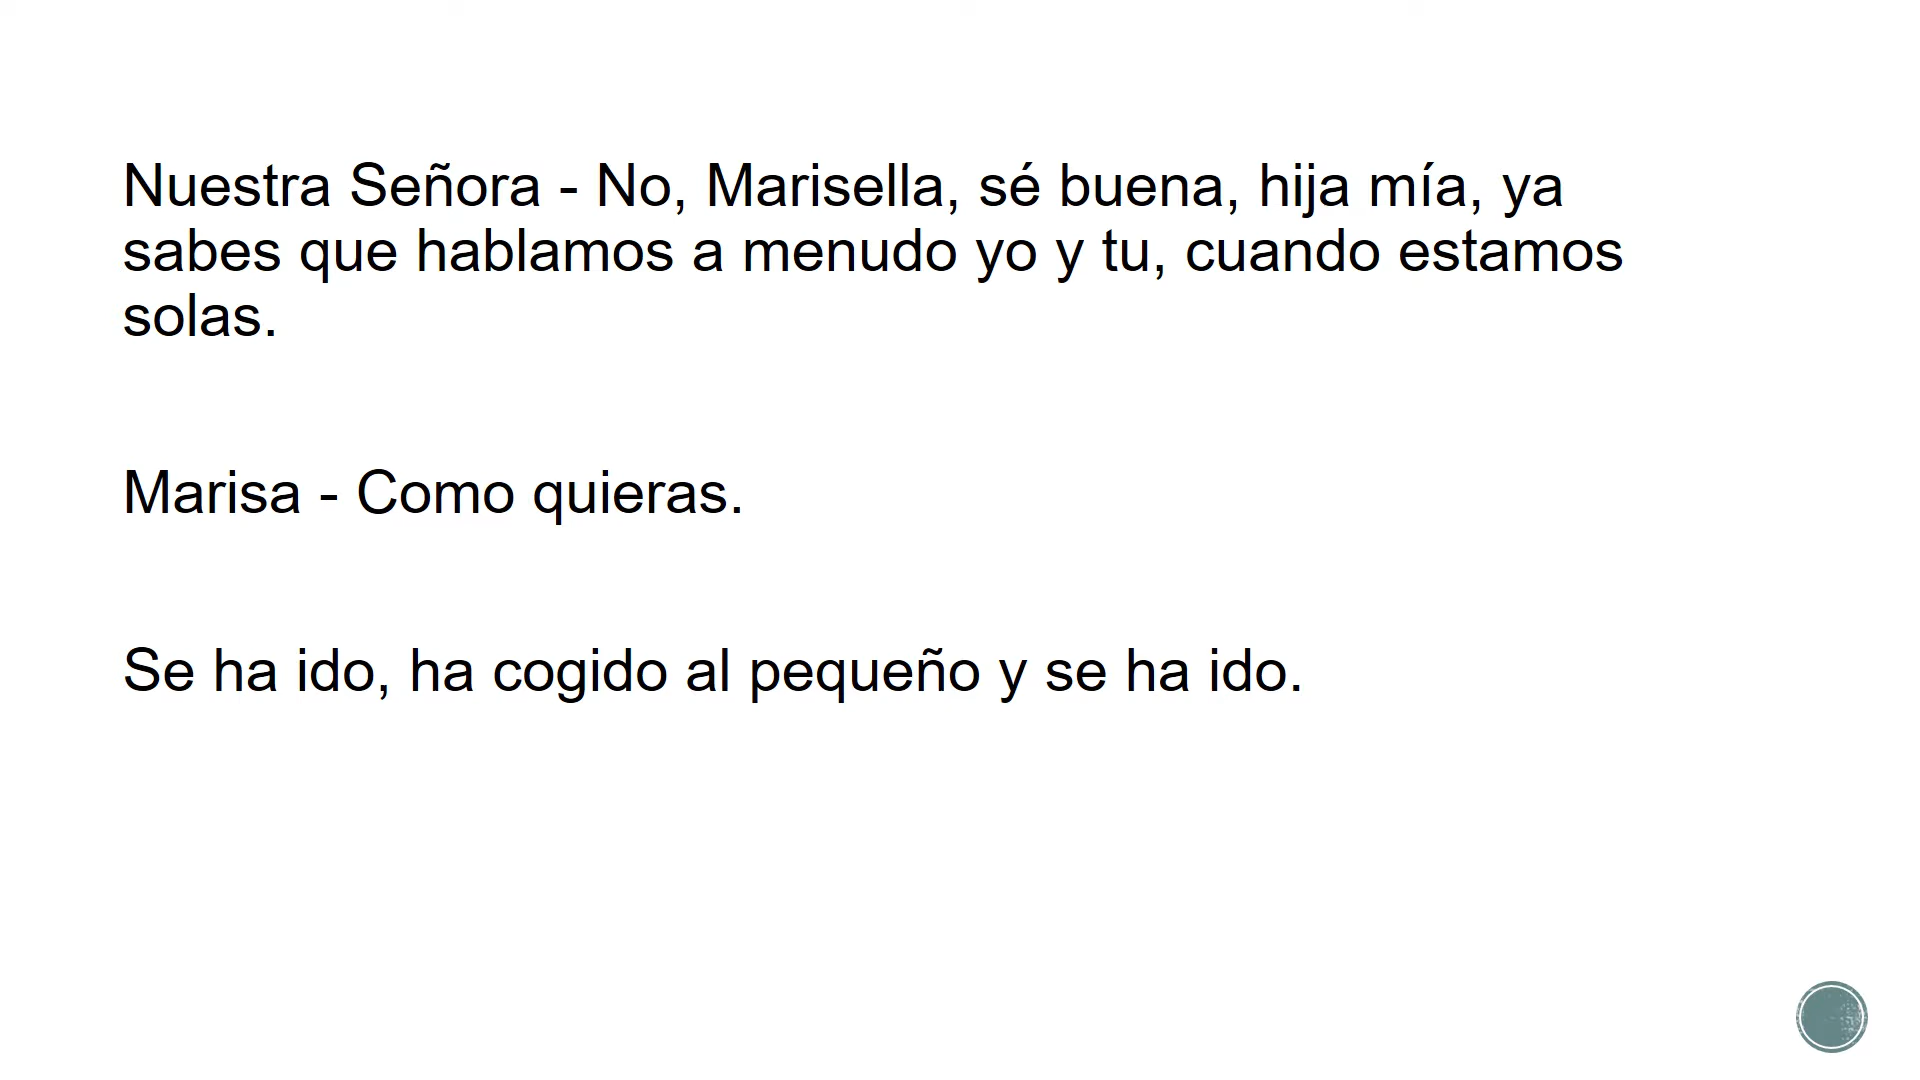 Nuestra Señora - No, Marisella, sé buena, hija mía, ya
sabes que hablamos a menudo yo y tu, cuando estamos
solas.
Marisa - Como quieras.
Se ha ido, ha cogido al pequeño y se ha ido.